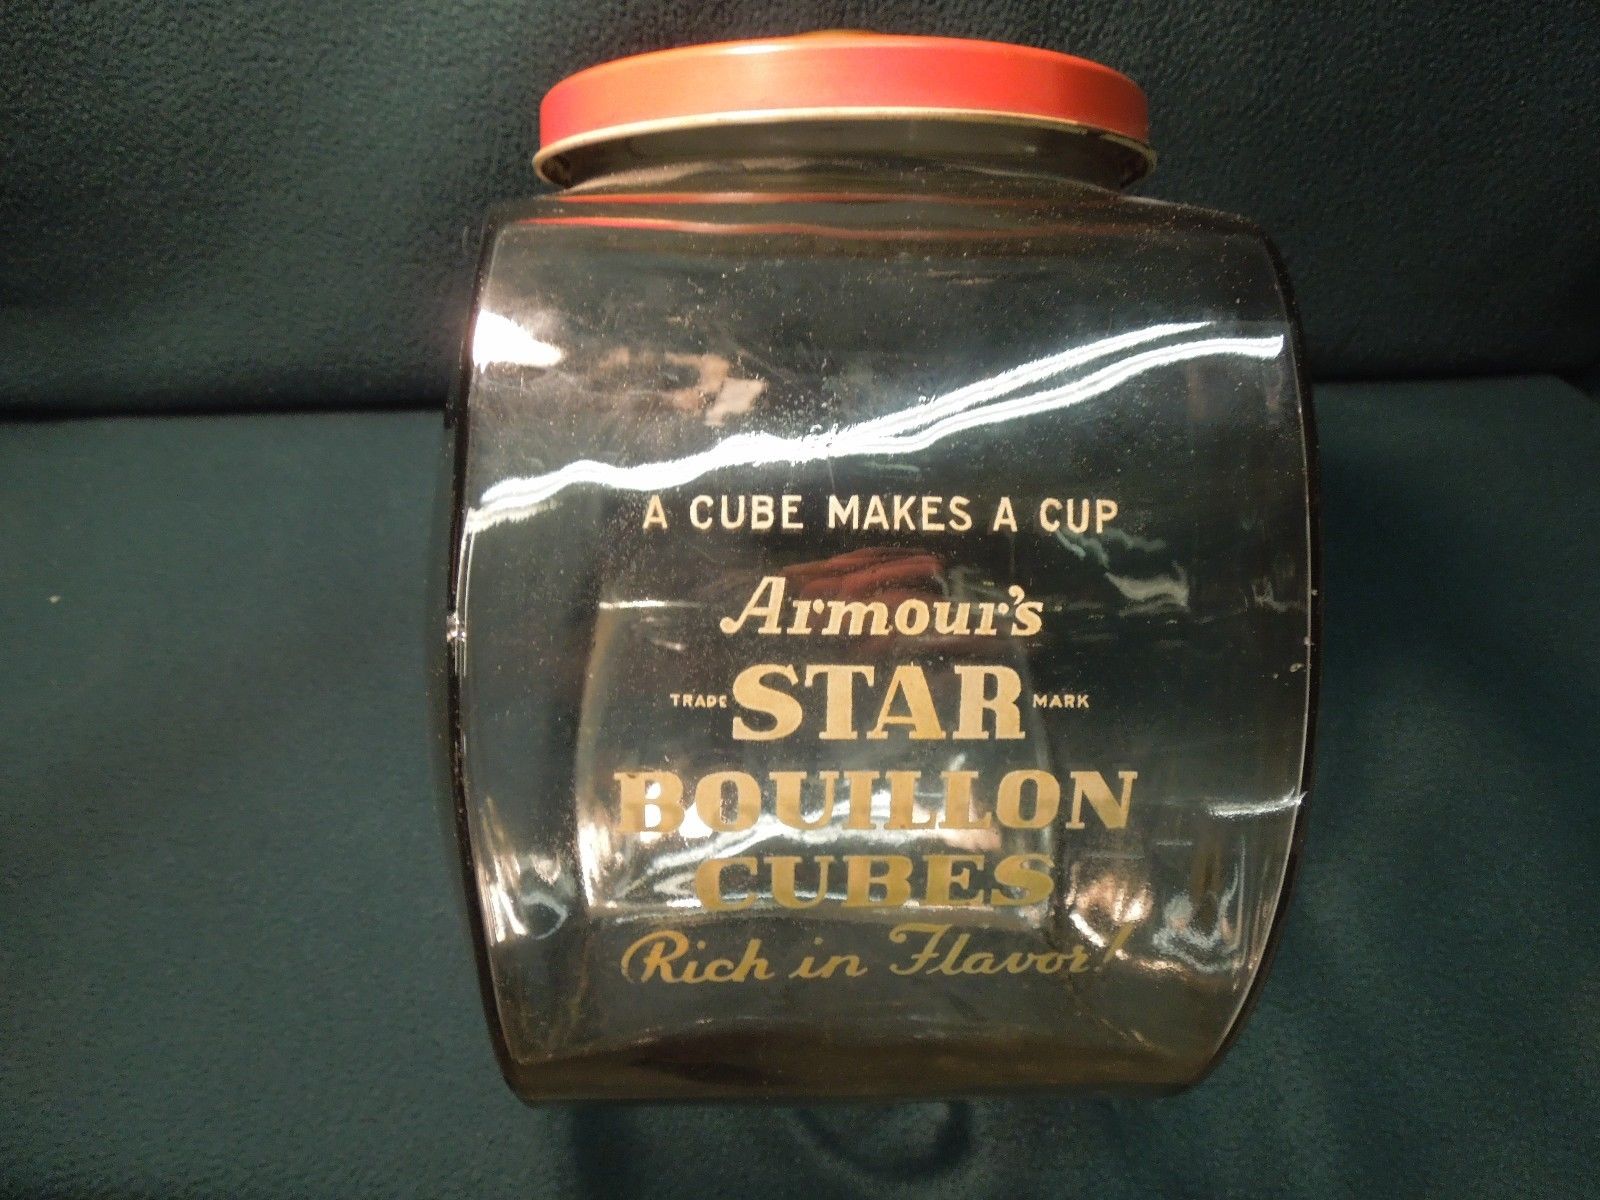 A CUBE MAKES A CUP
Armour's
TRADE STAR MARK
BOUILLON
CUBES
Rich in Flavor!